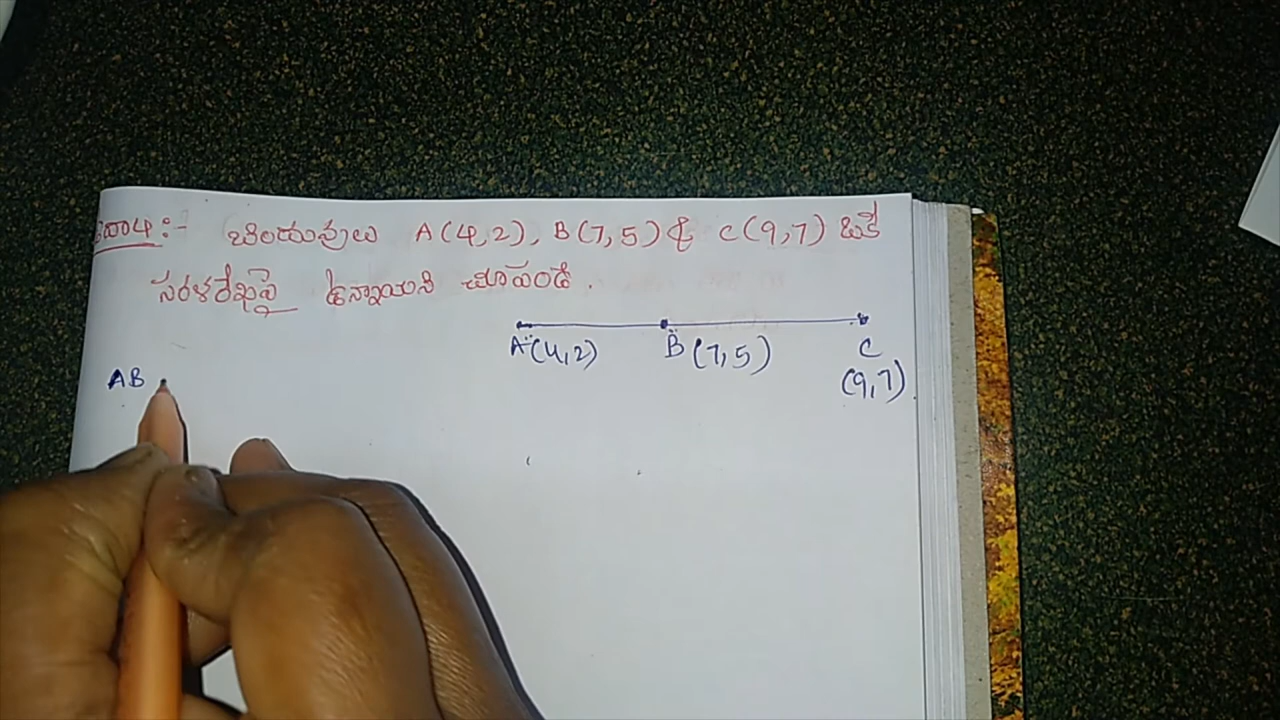 ఉదా4:- బిందువులు A(4,2), B(7,5) & C(9,7) ఒకే
సరళరేఖపై ఉన్నాయని చూపండి.
A(4,2) B(7,5) C
(9,7)
AB